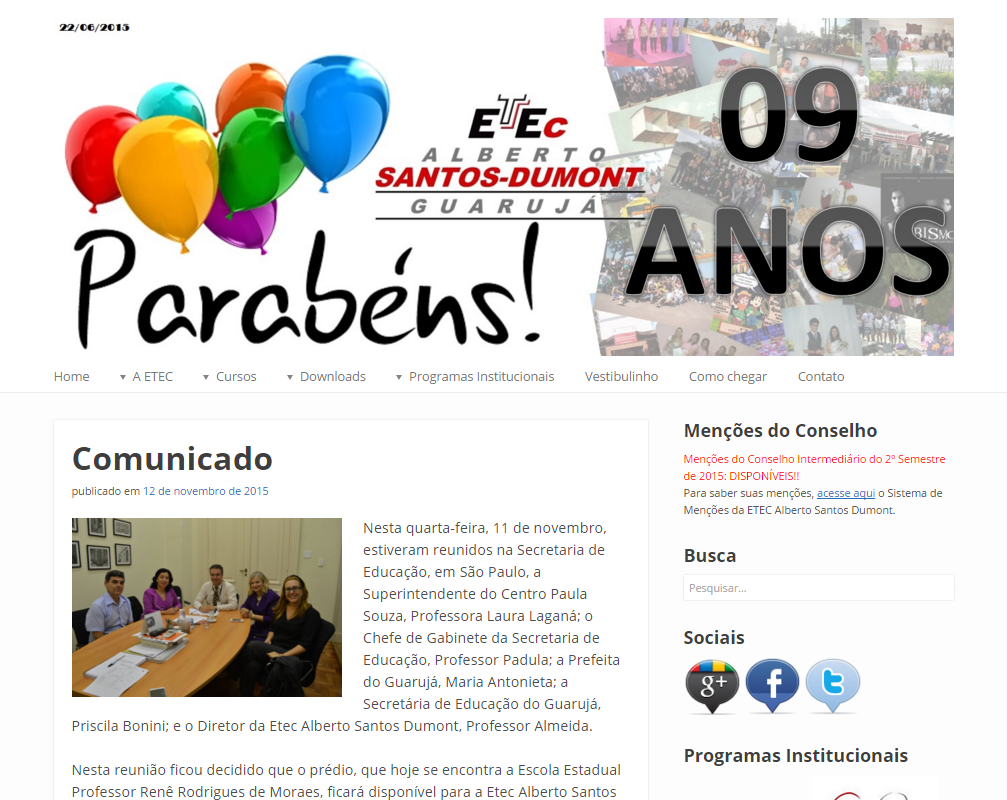 22/06/2015
ETEc
ALBERTO
SANTOS-DUMONT
GUARUJÁ
Parabéns!
09
ANOS
Home
A ETEC
Cursos
Downloads
Programas Institucionais
Vestibulinho
Como chegar
Contato
Comunicado
publicado em 12 de novembro de 2015
Nesta quarta-feira, 11 de novembro,
estiveram reunidos na Secretaria de
Educação, em São Paulo, a
Superintendente do Centro Paula
Souza, Professora Laura Laganá; o
Chefe de Gabinete da Secretaria de
Educação, Professor Padula; a Prefeita
do Guarujá, Maria Antonieta; a
Secretária de Educação do Guarujá,
Priscila Bonini; e o Diretor da Etec Alberto Santos Dumont, Professor Almeida.
Nesta reunião ficou decidido que o prédio, que hoje se encontra a Escola Estadual
Professor Renê Rodrigues de Moraes, ficará disponível para a Etec Alberto Santos
Menções do Conselho
Menções do Conselho Intermediário do 2º Semestre
de 2015: DISPONÍVEIS!!
Para saber suas menções, acesse aqui o Sistema de
Menções da ETEC Alberto Santos Dumont.
Busca
Pesquisar...
Sociais
g+
f
t
Programas Institucionais